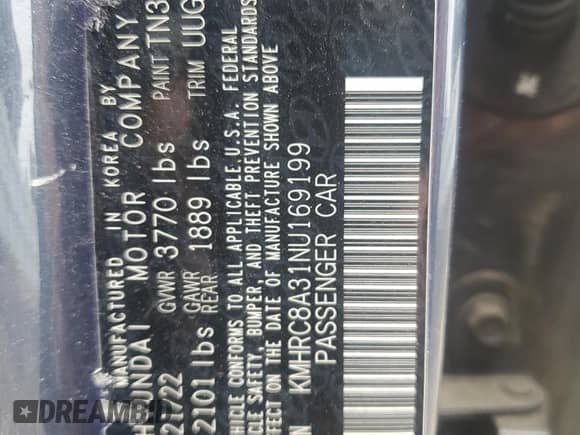 MANUFACTURED IN KOREA BY
HYUNDAI MOTOR COMPANY
GVWR 3770 lbs PAINT TN3
2101 lbs GAWR REAR 1889 lbs TRIM UUG
VEHICLE CONFORMS TO ALL APPLICABLE U.S.A. FEDERAL
VEHICLE SAFETY, BUMPER, AND THEFT PREVENTION STANDARDS
EFFECT ON THE DATE OF MANUFACTURE SHOWN ABOVE
KMHRC8A31NU169199
PASSENGER CAR
DREAMBID